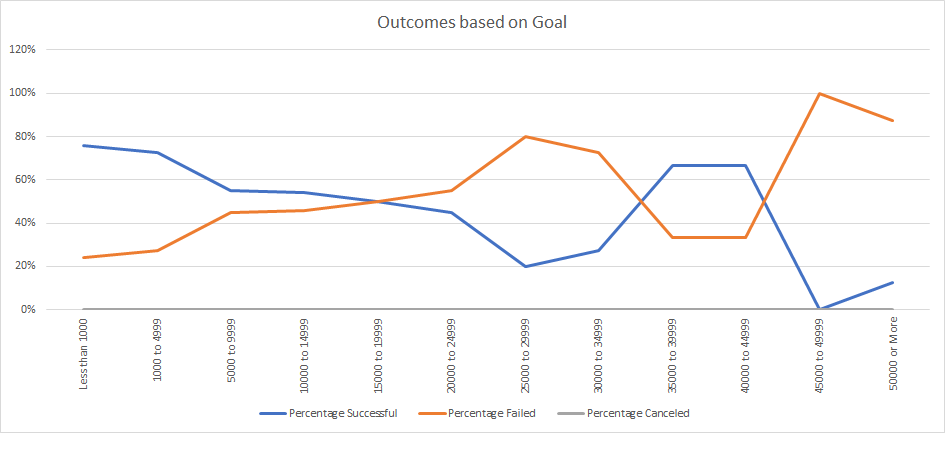 Outcomes based on Goal
120%
100%
80%
60%
40%
20%
0%
Less than 1000
1000 to 4999
5000 to 9999
10000 to 14999
15000 to 19999
20000 to 24999
25000 to 29999
30000 to 34999
35000 to 39999
40000 to 44999
45000 to 49999
50000 or More
Percentage Successful
Percentage Failed
Percentage Canceled